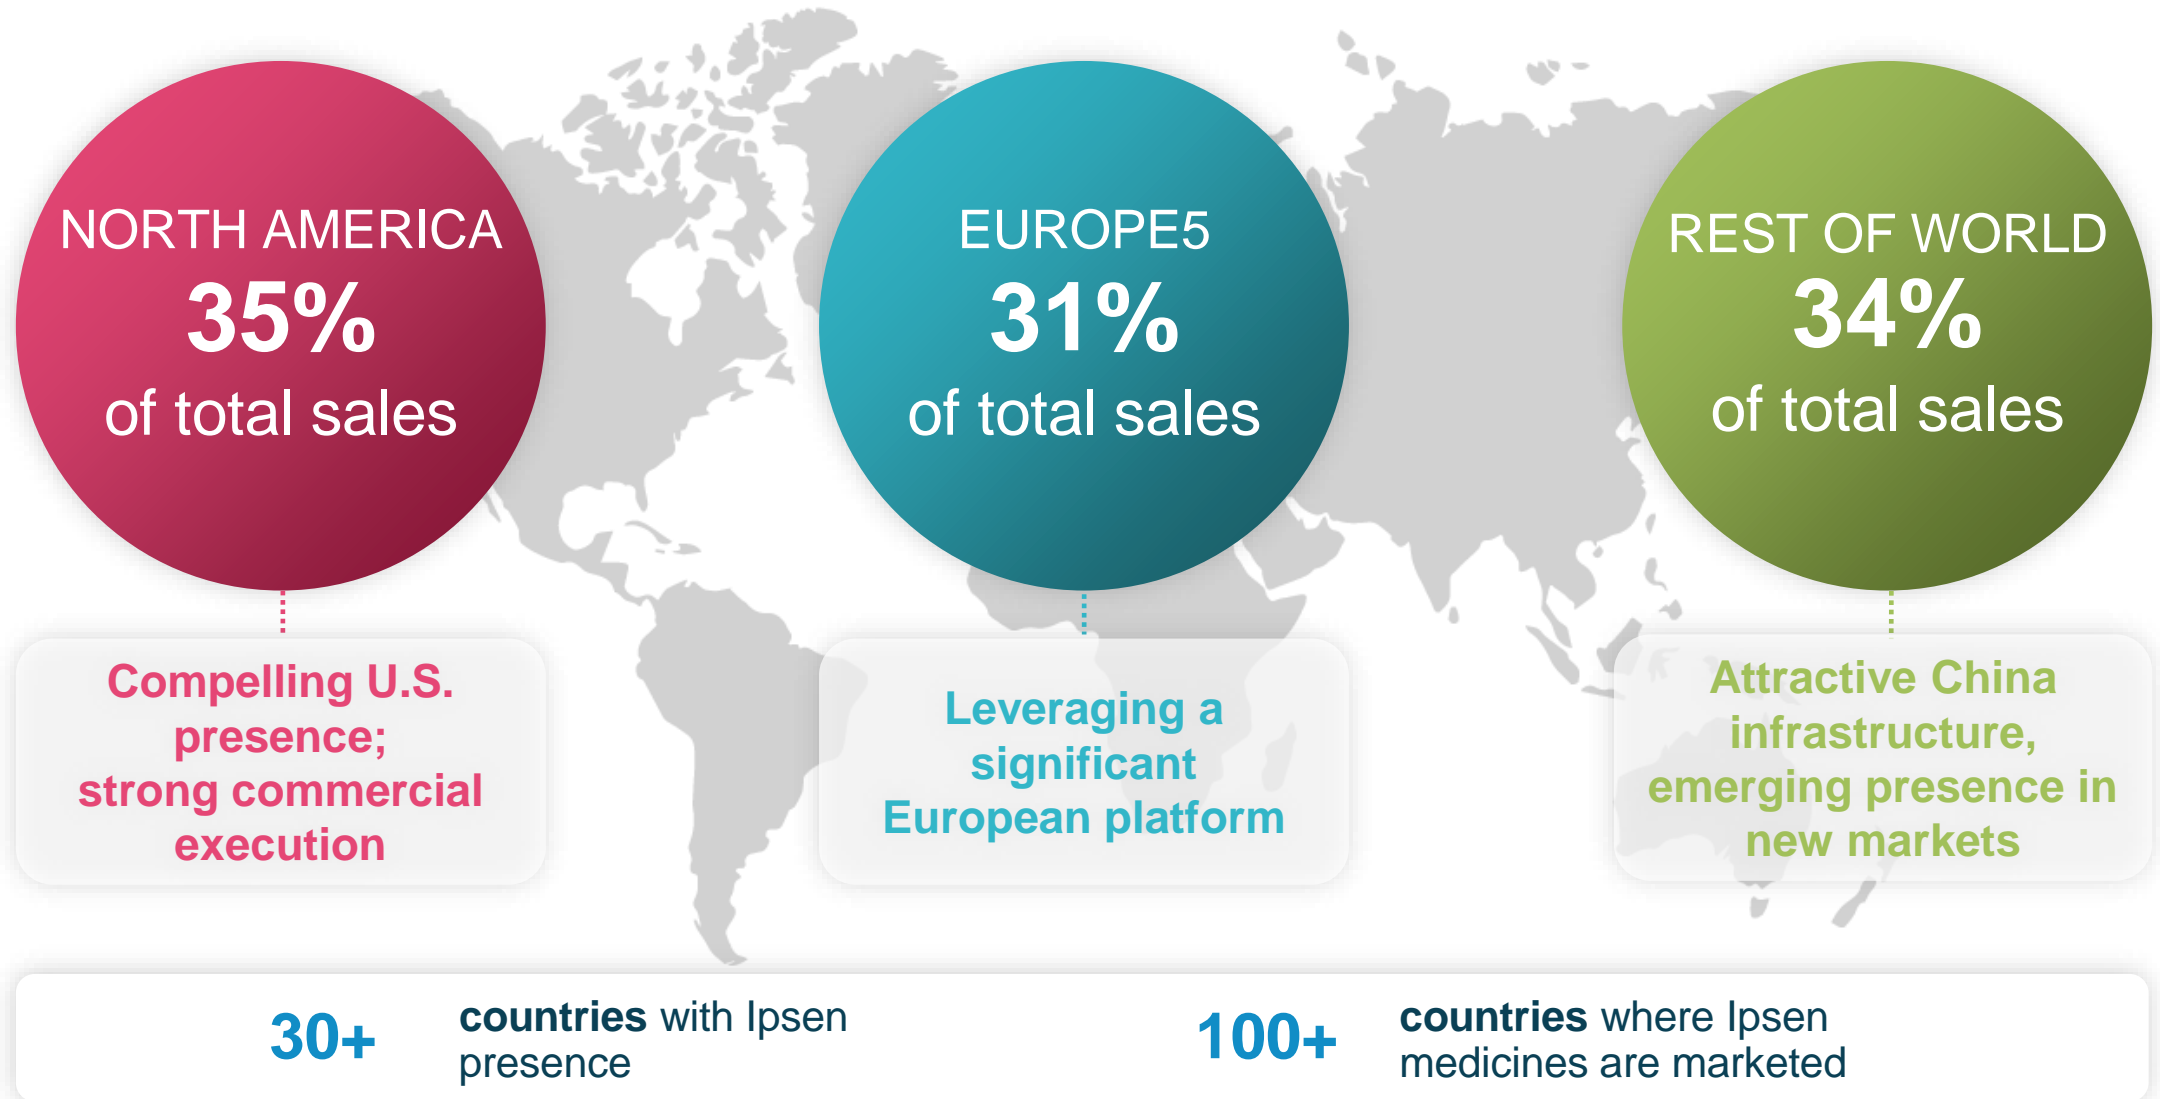 NORTH AMERICA
35%
of total sales
Compelling U.S.
presence;
strong commercial
execution
EUROPE5
31%
of total sales
Leveraging a
significant
European platform
REST OF WORLD
34%
of total sales
Attractive China
infrastructure,
emerging presence in
new markets
30+
countries with Ipsen
presence
100+
countries where Ipsen
medicines are marketed